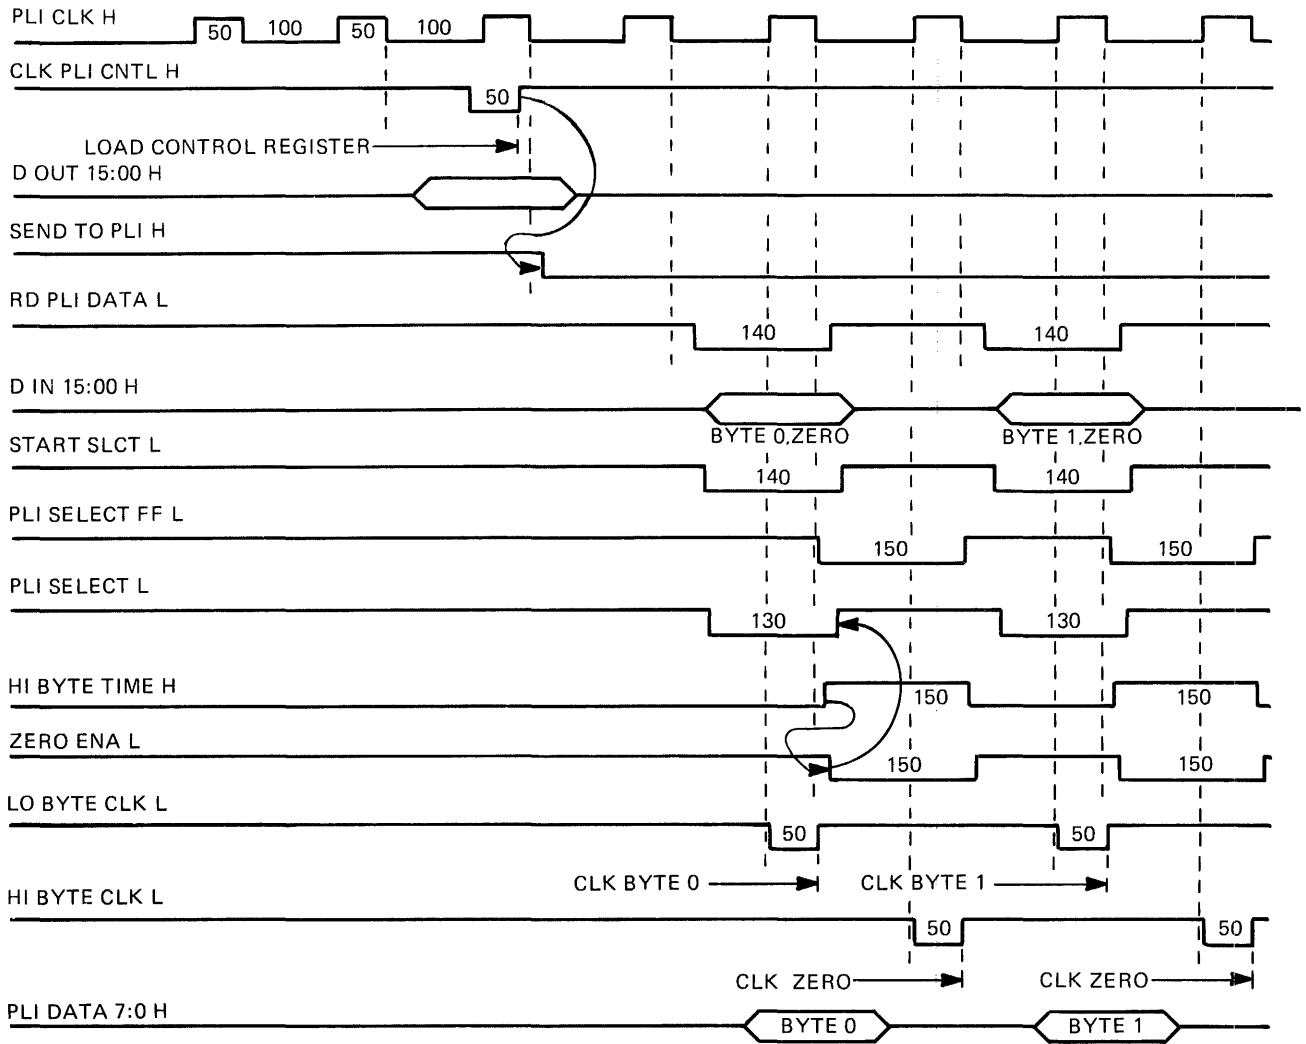 PLI CLK H
50 100 50 100
CLK PLI CNTL H
50
LOAD CONTROL REGISTER
D OUT 15:00 H
SEND TO PLI H
RD PLI DATA L
140 140
D IN 15:00 H
BYTE 0,ZERO BYTE 1,ZERO
START SLCT L
140 140
PLI SELECT FF L
150 150
PLI SELECT L
130 130
HI BYTE TIME H
150 150
ZERO ENA L
150 150
LO BYTE CLK L
50 50
CLK BYTE 0 CLK BYTE 1
HI BYTE CLK L
50 50
CLK ZERO CLK ZERO
PLI DATA 7:0 H
BYTE 0 BYTE 1